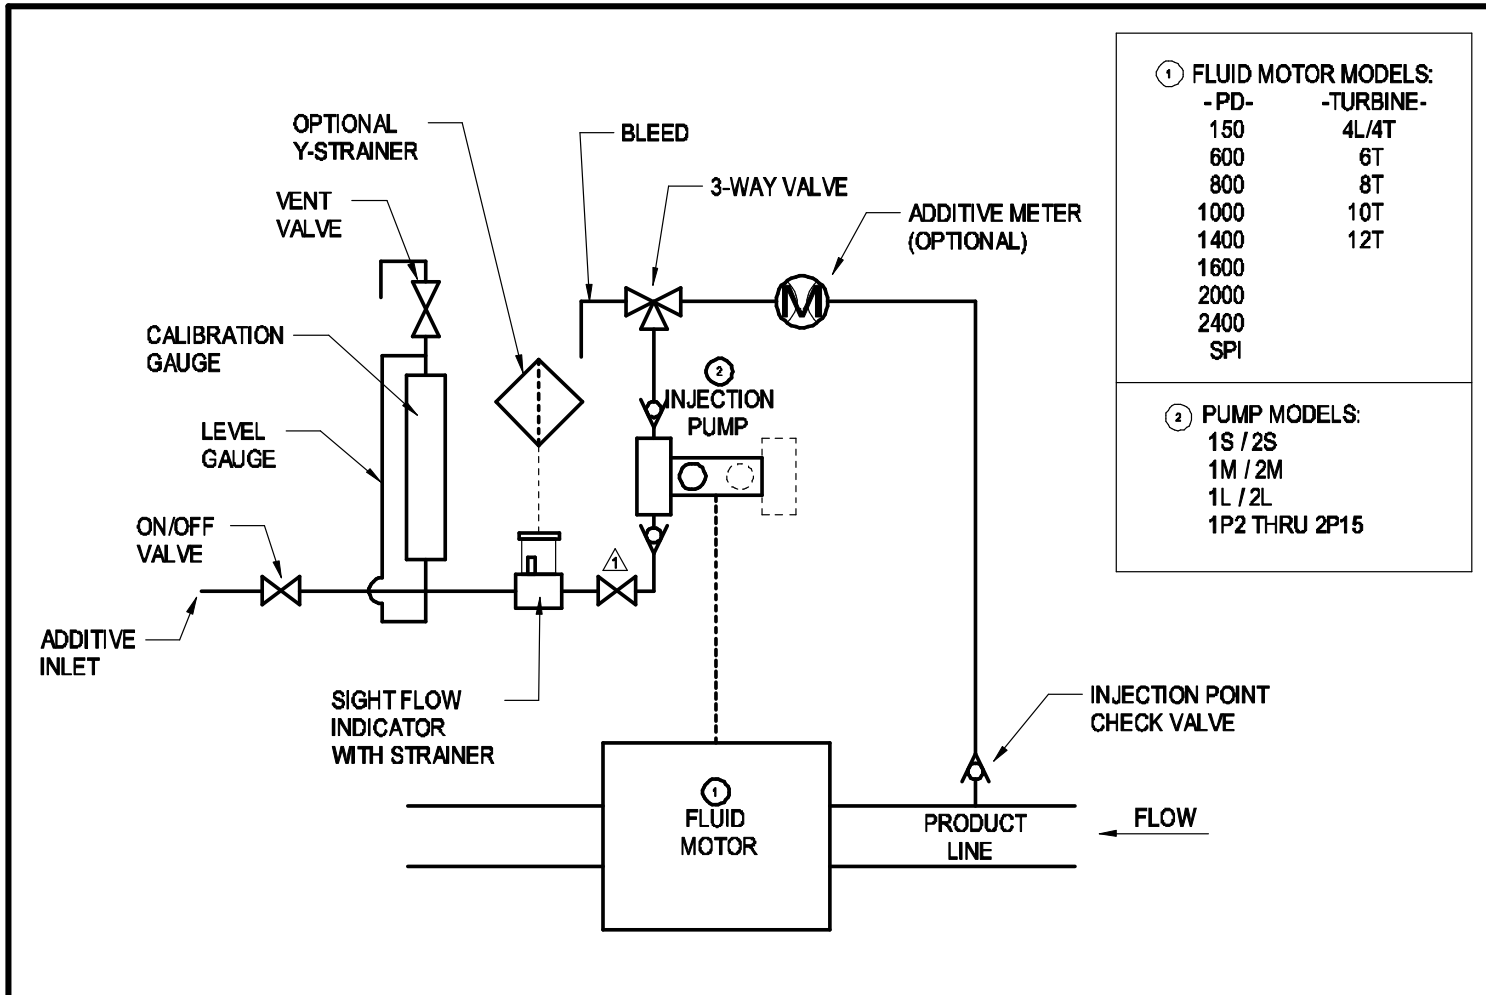 OPTIONAL
Y-STRAINER
BLEED
VENT
VALVE
3-WAY VALVE
ADDITIVE METER
(OPTIONAL)
M
CALIBRATION
GAUGE
2
INJECTION
PUMP
LEVEL
GAUGE
ON/OFF
VALVE
1
ADDITIVE
INLET
SIGHT FLOW
INDICATOR
WITH STRAINER
INJECTION POINT
CHECK VALVE
1
FLUID
MOTOR
PRODUCT
LINE
FLOW
1 FLUID MOTOR MODELS:
-PD- -TURBINE-
150 4L/4T
600 6T
800 8T
1000 10T
1400 12T
1600
2000
2400
SPI
2 PUMP MODELS:
1S / 2S
1M / 2M
1L / 2L
1P2 THRU 2P15